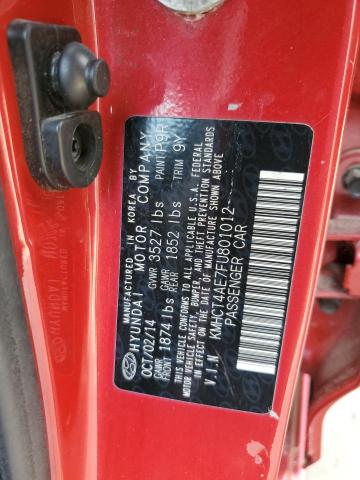 MANUFACTURED IN KOREA BY
HYUNDAI MOTOR COMPANY
OCT/02/14 GVWR 3527 lbs PAINT P9R
GAWR FRONT 1874 lbs GAWR REAR 1852 lbs TRIM 9Y
THIS VEHICLE CONFORMS TO ALL APPLICABLE U.S.A. FEDERAL
MOTOR VEHICLE SAFETY, BUMPER, AND THEFT PREVENTION STANDARDS
IN EFFECT ON THE DATE OF MANUFACTURE SHOWN ABOVE.
V.I.N KMHCT4AE7FU801012
PASSENGER CAR